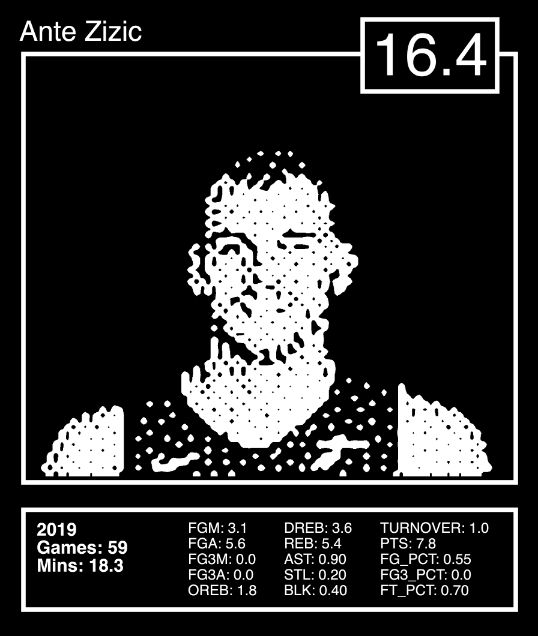 Ante Zizic
16.4
2019
Games: 59
Mins: 18.3
FGM: 3.1
FGA: 5.6
FG3M: 0.0
FG3A: 0.0
OREB: 1.8
DREB: 3.6
REB: 5.4
AST: 0.90
STL: 0.20
BLK: 0.40
TURNOVER: 1.0
PTS: 7.8
FG_PCT: 0.55
FG3_PCT: 0.0
FT_PCT: 0.70